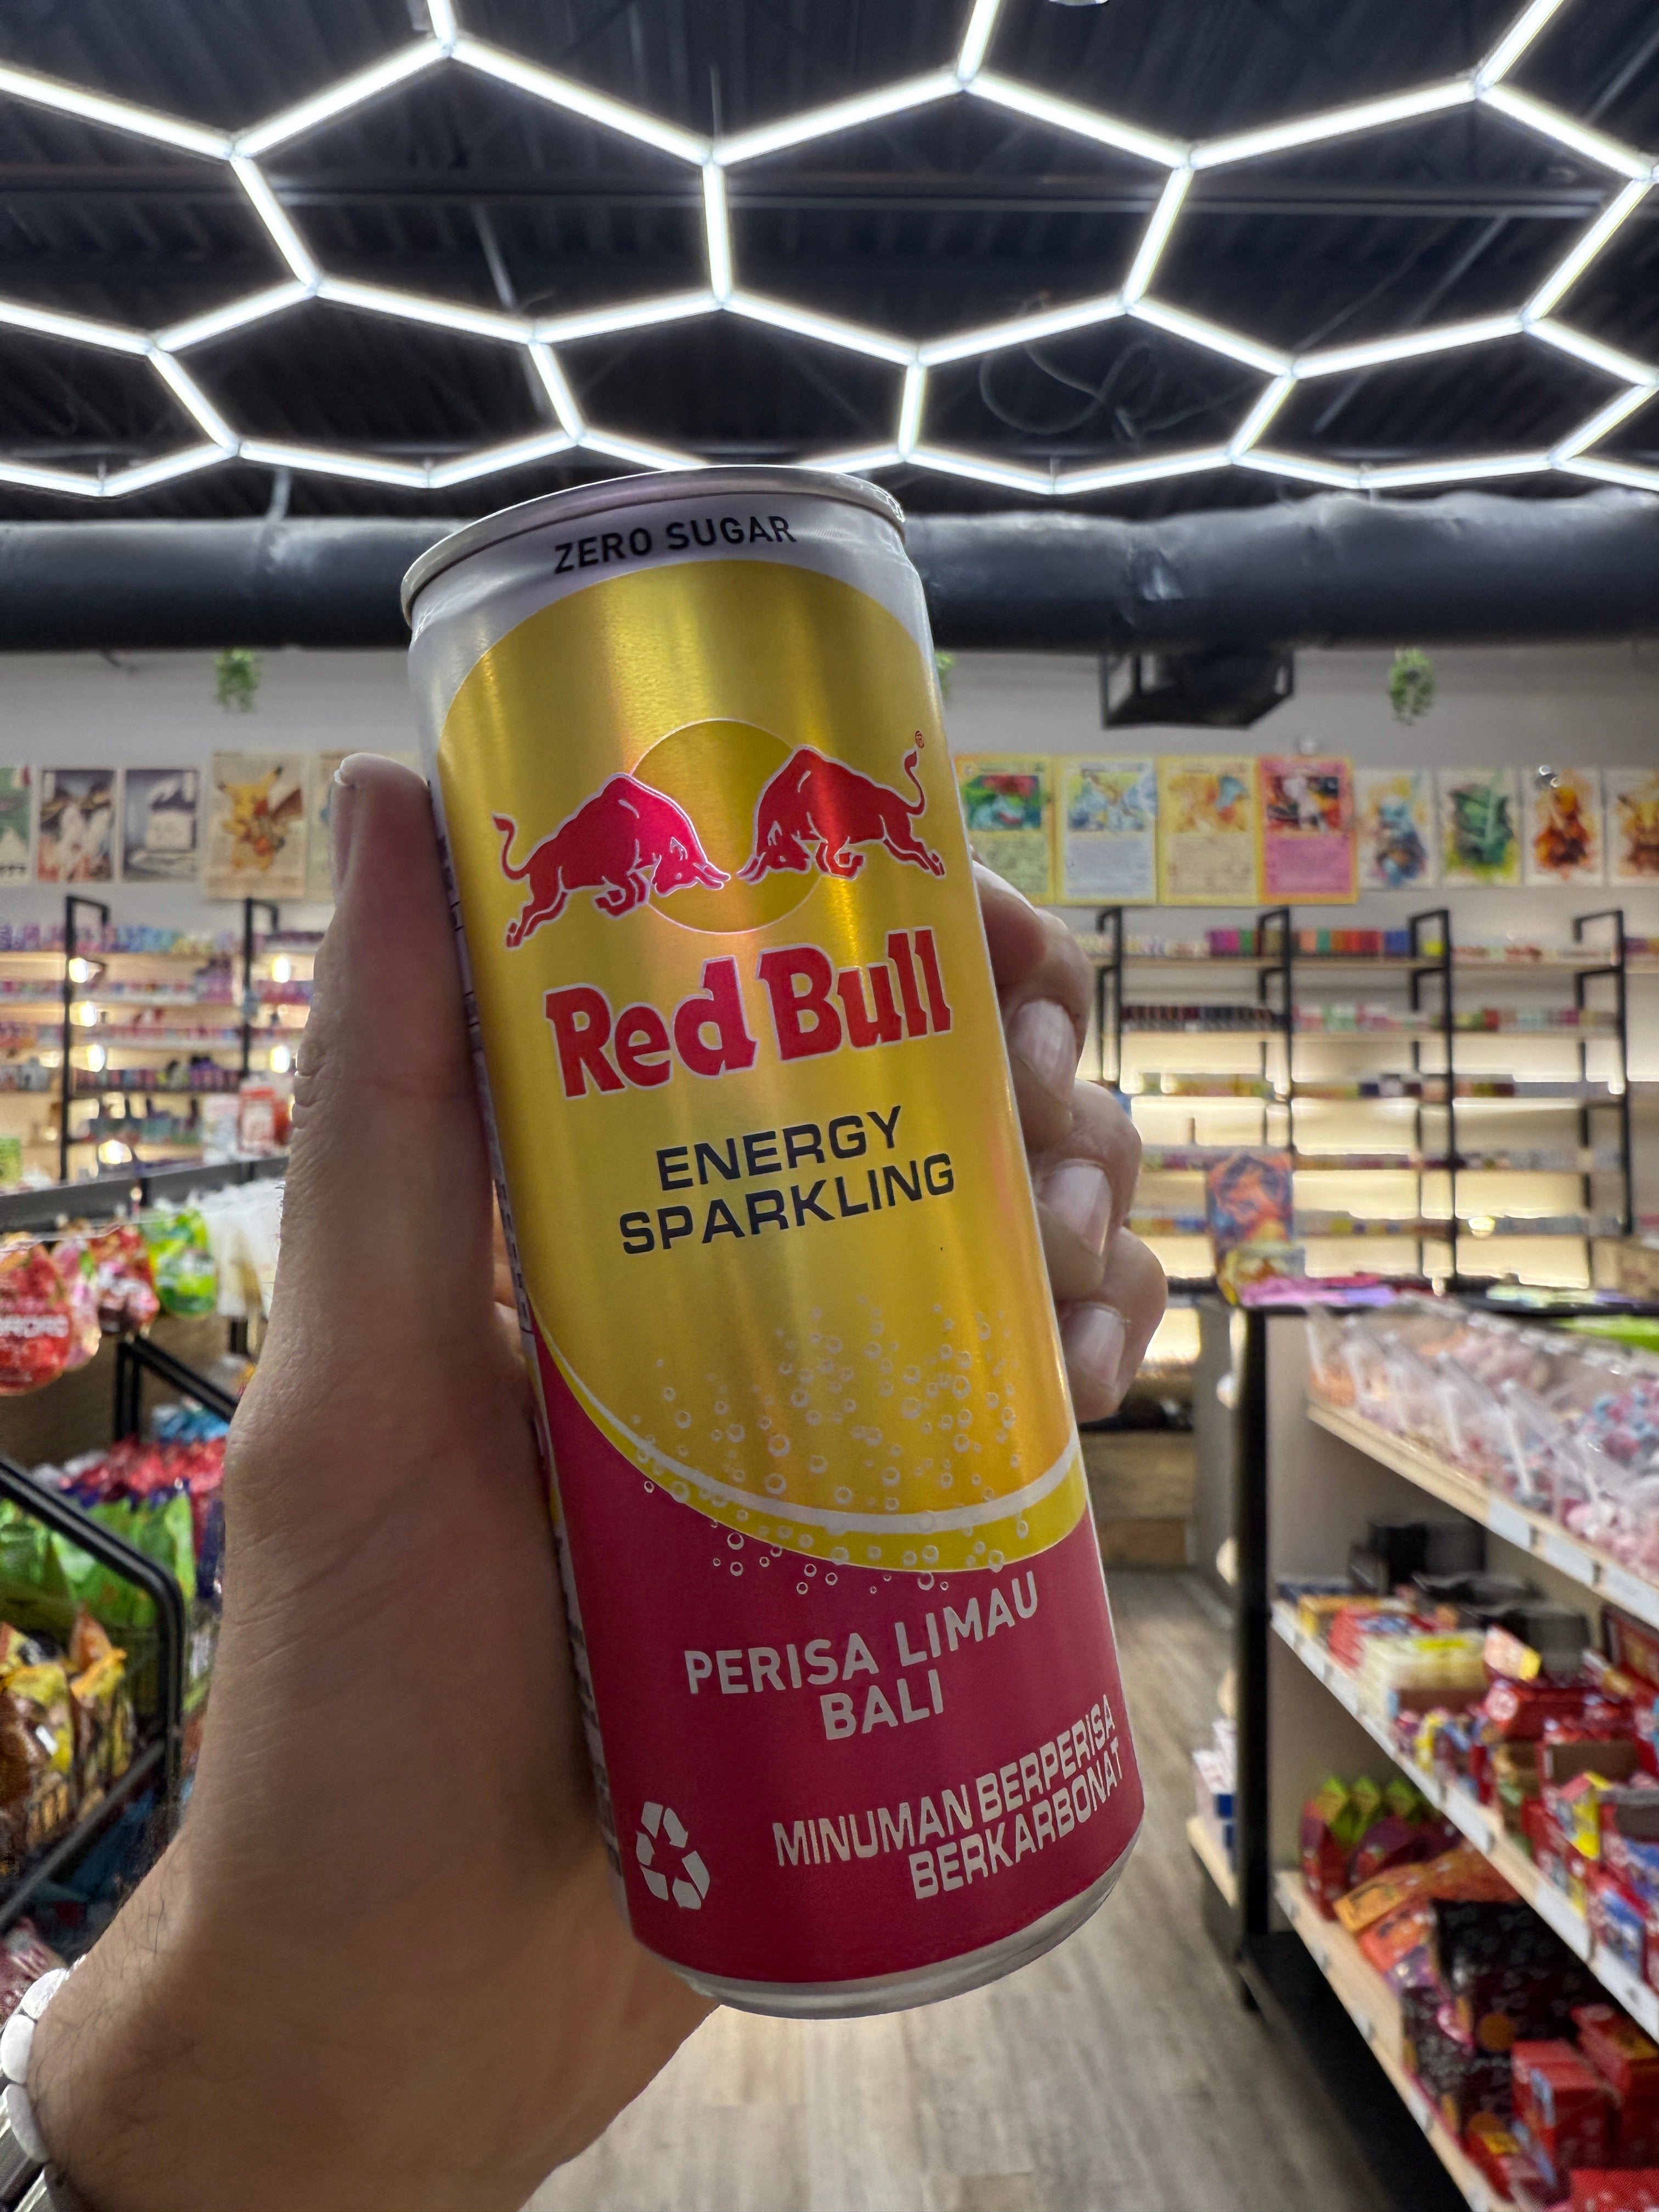 ZERO SUGAR
Red Bull
ENERGY
SPARKLING
PERISA LIMAU
BALI
MINUMAN BERPERISA
BERKARBONAT